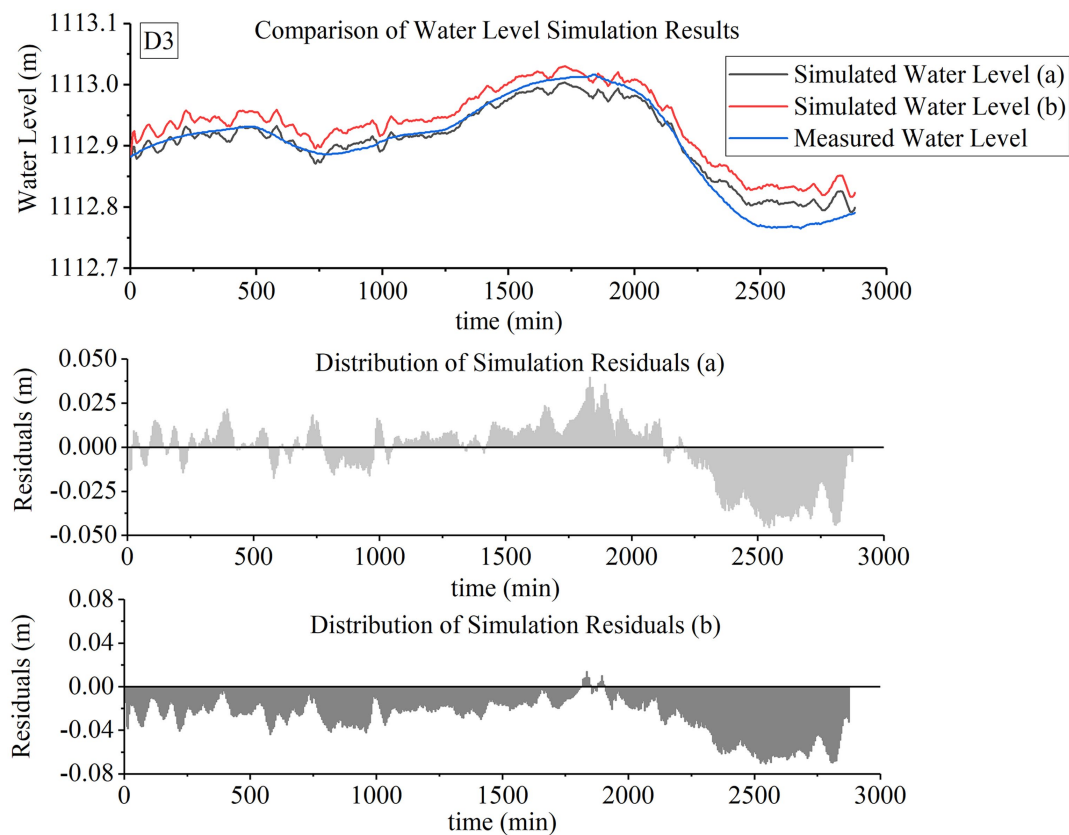 D3
Comparison of Water Level Simulation Results
Water Level (m)
1113.1
1113.0
1112.9
1112.8
1112.7
Simulated Water Level (a)
Simulated Water Level (b)
Measured Water Level
0 500 1000 1500 2000 2500 3000
time (min)
Distribution of Simulation Residuals (a)
Residuals (m)
0.050
0.025
0.000
-0.025
-0.050
0 500 1000 1500 2000 2500 3000
time (min)
Distribution of Simulation Residuals (b)
Residuals (m)
0.08
0.04
0.00
-0.04
-0.08
0 500 1000 1500 2000 2500 3000
time (min)